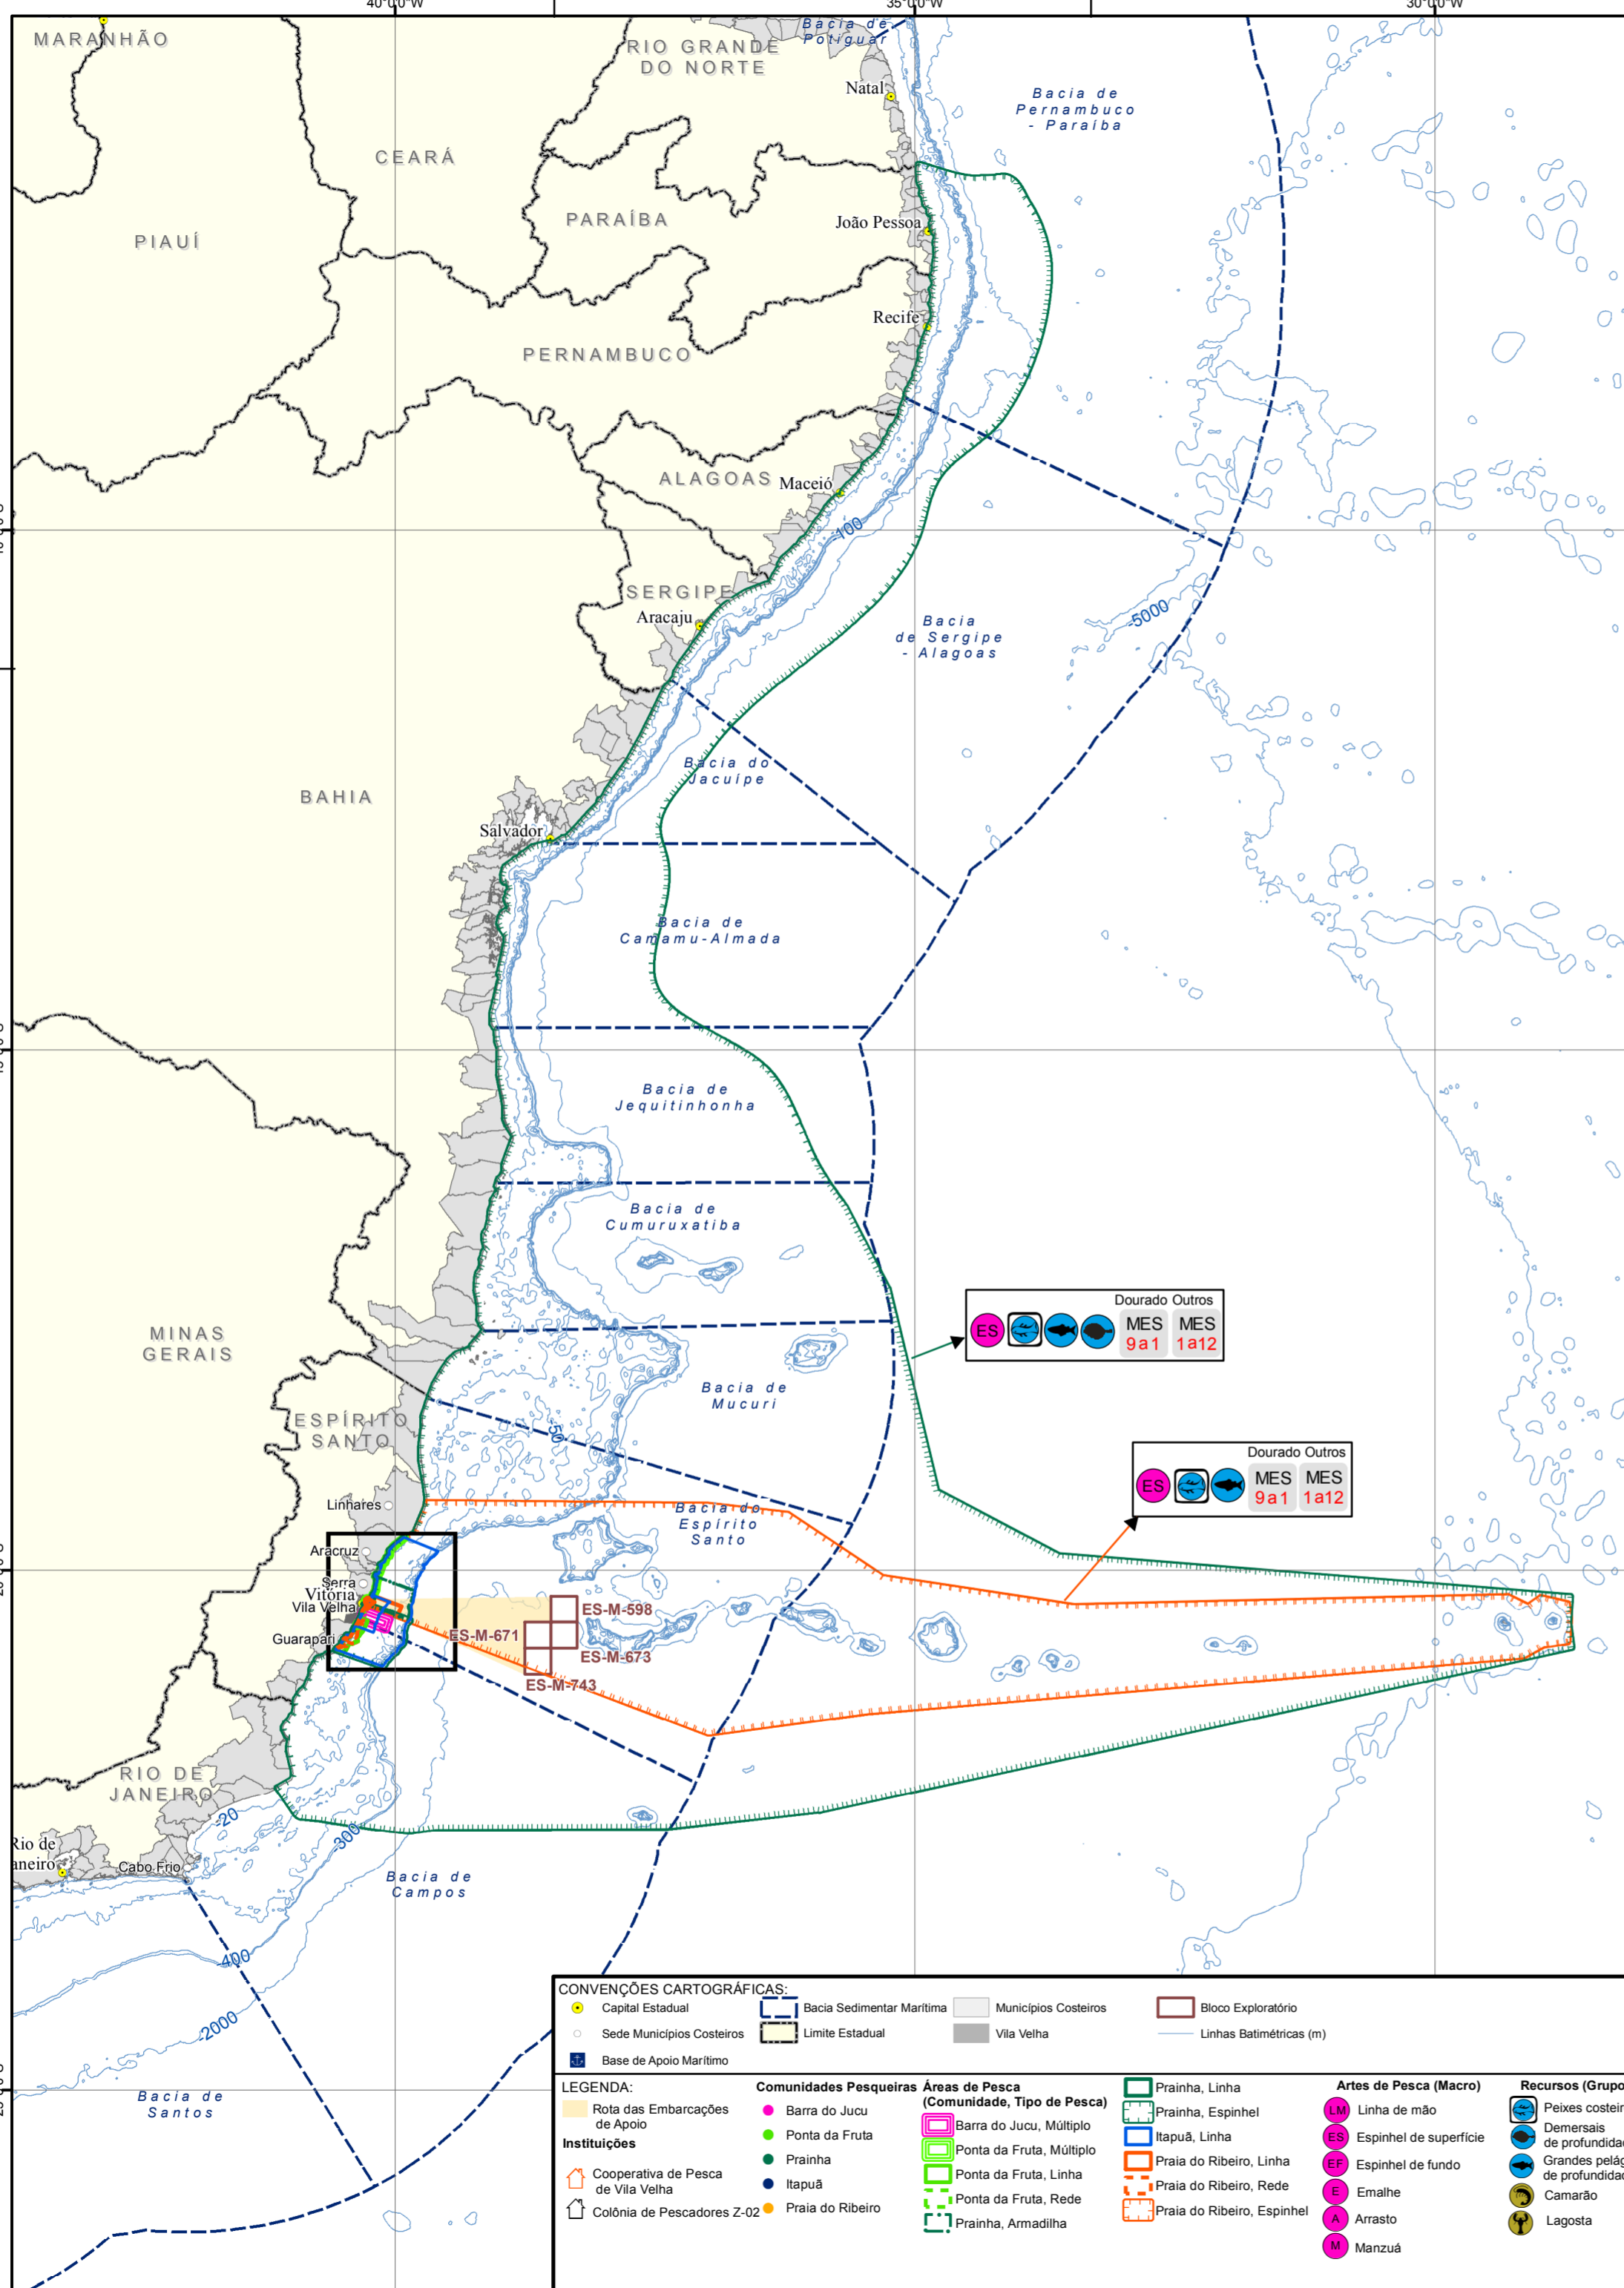 40°0'0"W
35°0'0"W
30°0'0"W
MARANHÃO
RIO GRANDE
DO NORTE
Bacia de
Potiguar
Natal
Bacia de
Pernambuco
- Paraíba
CEARÁ
PARAÍBA
João Pessoa
PIAUÍ
Recife
PERNAMBUCO
ALAGOAS
Maceió
-100
SERGIPE
Aracaju
Bacia
de Sergipe
- Alagoas
-5000
Bacia do
Jacuípe
BAHIA
Salvador
Bacia de
Camamu-Almada
Bacia de
Jequitinhonha
Bacia de
Cumuruxatiba
Dourado Outros
ES
MES
9a1
MES
1a12
MINAS
GERAIS
Bacia de
Mucuri
ESPÍRITO
SANTO
-50
Dourado Outros
ES
MES
9a1
MES
1a12
Linhares
Bacia do
Espírito
Santo
Aracruz
Serra
Vitória
Vila Velha
ES-M-598
Guarapari
ES-M-671
ES-M-673
ES-M-743
RIO DE
JANEIRO
-20
-300
Rio de
aneiro
Cabo Frio
Bacia de
Campos
-400
-2000
Bacia de
Santos
CONVENÇÕES CARTOGRÁFICAS:
Capital Estadual
Bacia Sedimentar Marítima
Municípios Costeiros
Bloco Exploratório
Sede Municípios Costeiros
Limite Estadual
Vila Velha
Linhas Batimétricas (m)
Base de Apoio Marítimo
LEGENDA:
Rota das Embarcações
de Apoio
Instituições
Cooperativa de Pesca
de Vila Velha
Colônia de Pescadores Z-02
Comunidades Pesqueiras
Barra do Jucu
Ponta da Fruta
Prainha
Itapuã
Praia do Ribeiro
Áreas de Pesca
(Comunidade, Tipo de Pesca)
Barra do Jucu, Múltiplo
Ponta da Fruta, Múltiplo
Ponta da Fruta, Linha
Ponta da Fruta, Rede
Prainha, Armadilha
Prainha, Linha
Prainha, Espinhel
Itapuã, Linha
Praia do Ribeiro, Linha
Praia do Ribeiro, Rede
Praia do Ribeiro, Espinhel
Artes de Pesca (Macro)
LM Linha de mão
ES Espinhel de superfície
EF Espinhel de fundo
E Emalhe
A Arrasto
M Manzuá
Recursos (Grupo
Peixes costeir
Demersais
de profundida
Grandes pelág
de profundida
Camarão
Lagosta